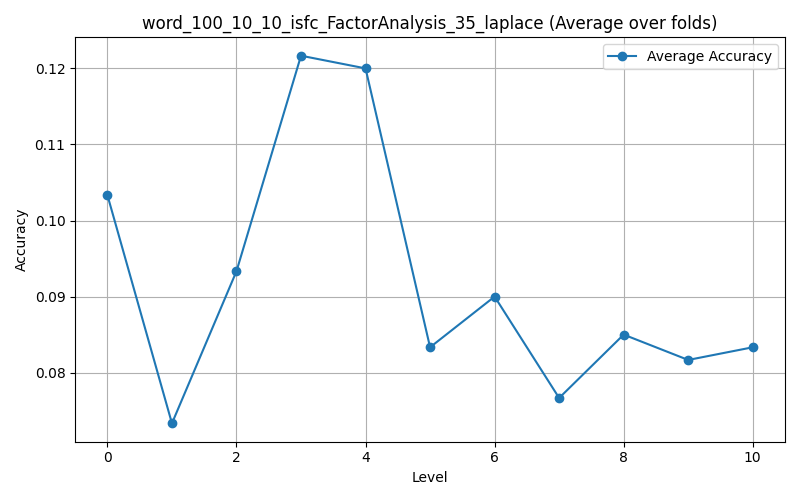 word_100_10_10_isfc_FactorAnalysis_35_laplace (Average over folds)
Average Accuracy
0.12
0.11
0.10
0.09
0.08
Accuracy
0 2 4 6 8 10
Level